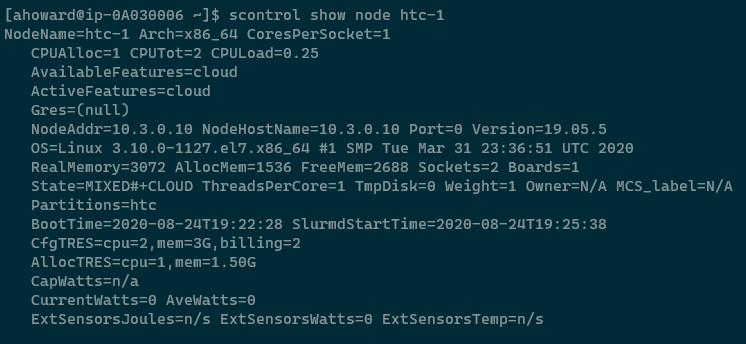 [ahoward@ip-0A030006 ~]$ scontrol show node htc-1
NodeName=htc-1 Arch=x86_64 CoresPerSocket=1
CPUAlloc=1 CPUTot=2 CPULoad=0.25
AvailableFeatures=cloud
ActiveFeatures=cloud
Gres=(null)
NodeAddr=10.3.0.10 NodeHostName=10.3.0.10 Port=0 Version=19.05.5
OS=Linux 3.10.0-1127.el7.x86_64 #1 SMP Tue Mar 31 23:36:51 UTC 2020
RealMemory=3072 AllocMem=1536 FreeMem=2688 Sockets=2 Boards=1
State=MIXED#+CLOUD ThreadsPerCore=1 TmpDisk=0 Weight=1 Owner=N/A MCS_label=N/A
Partitions=htc
BootTime=2020-08-24T19:22:28 SlurmdStartTime=2020-08-24T19:25:38
CfgTRES=cpu=2,mem=3G,billing=2
AllocTRES=cpu=1,mem=1.50G
CapWatts=n/a
CurrentWatts=0 AveWatts=0
ExtSensorsJoules=n/s ExtSensorsWatts=0 ExtSensorsTemp=n/s